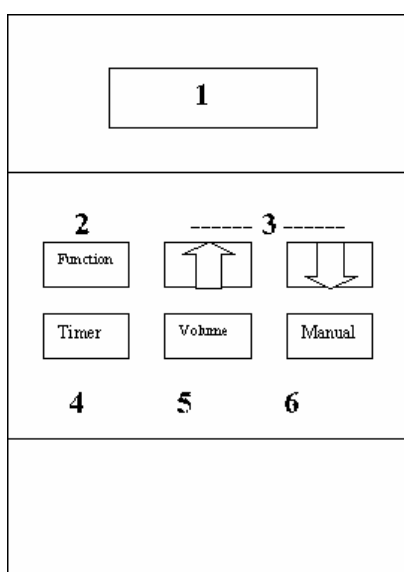 1
2 ------ 3 ------
Function
Timer Volume Manual
4 5 6